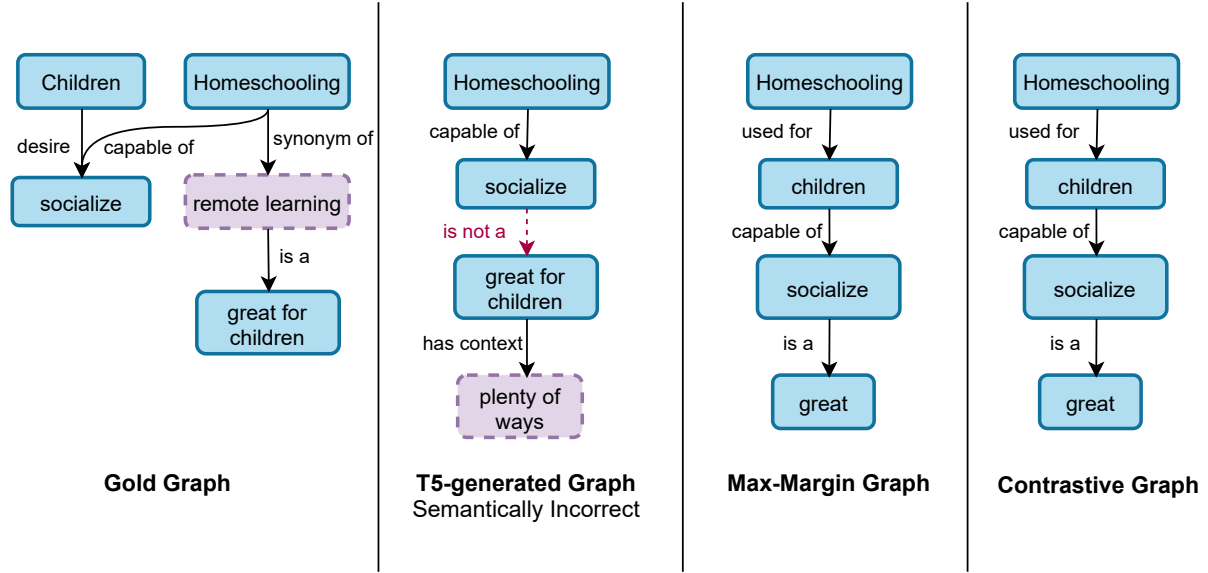 Children
Homeschooling
desire
capable of
synonym of
socialize
remote learning
is a
great for
children
Gold Graph
Homeschooling
capable of
socialize
is not a
great for
children
has context
plenty of
ways
T5-generated Graph
Semantically Incorrect
Homeschooling
used for
children
capable of
socialize
is a
great
Max-Margin Graph
Homeschooling
used for
children
capable of
socialize
is a
great
Contrastive Graph